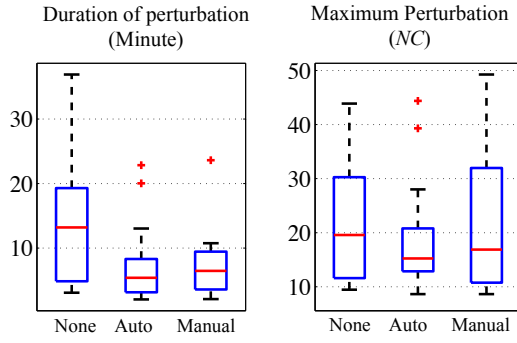 Duration of perturbation
(Minute)
30
20
10
None Auto Manual
Maximum Perturbation
(NC)
50
40
30
20
10
None Auto Manual